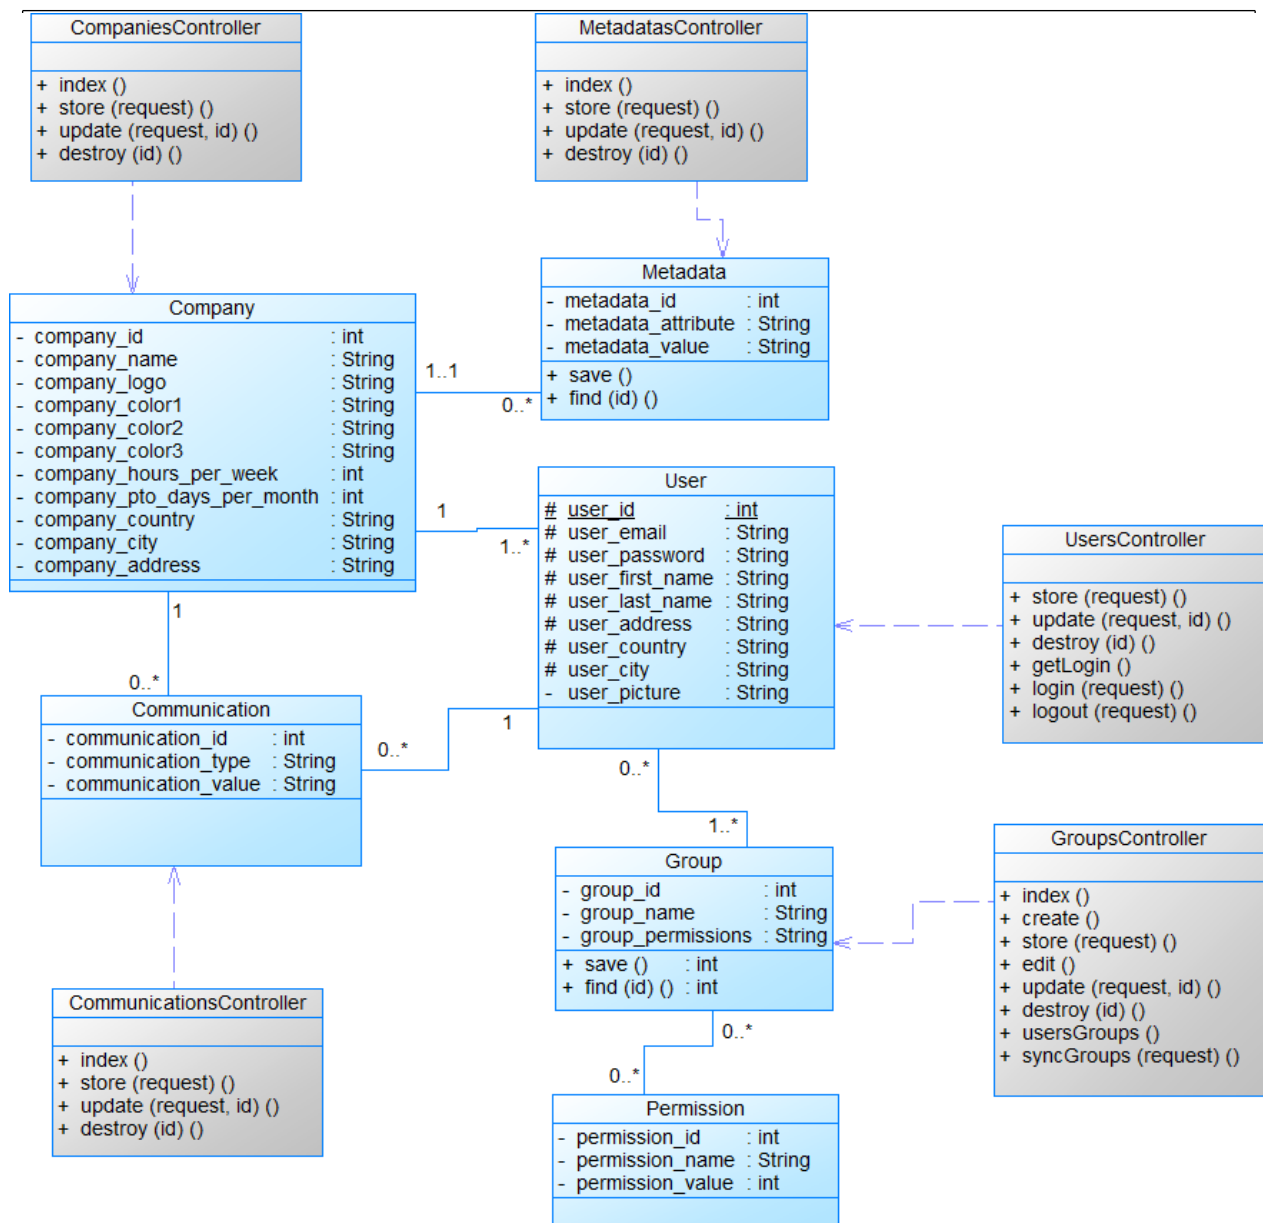 CompaniesController
+ index ()
+ store (request) ()
+ update (request, id) ()
+ destroy (id) ()
MetadatasController
+ index ()
+ store (request) ()
+ update (request, id) ()
+ destroy (id) ()
Metadata
- metadata_id : int
- metadata_attribute : String
- metadata_value : String
+ save ()
+ find (id) ()
Company
- company_id : int
- company_name : String
- company_logo : String
- company_color1 : String
- company_color2 : String
- company_color3 : String
- company_hours_per_week : int
- company_pto_days_per_month : int
- company_country : String
- company_city : String
- company_address : String
1..1
0..*
1
1..*
User
# user_id : int
# user_email : String
# user_password : String
# user_first_name : String
# user_last_name : String
# user_address : String
# user_country : String
# user_city : String
- user_picture : String
UsersController
+ store (request) ()
+ update (request, id) ()
+ destroy (id) ()
+ getLogin ()
+ login (request) ()
+ logout (request) ()
1
0..*
Communication
- communication_id : int
- communication_type : String
- communication_value : String
0..*
1
0..*
1..*
Group
- group_id : int
- group_name : String
- group_permissions : String
+ save () : int
+ find (id) () : int
GroupsController
+ index ()
+ create ()
+ store (request) ()
+ edit ()
+ update (request, id) ()
+ destroy (id) ()
+ usersGroups ()
+ syncGroups (request) ()
CommunicationsController
+ index ()
+ store (request) ()
+ update (request, id) ()
+ destroy (id) ()
0..*
0..*
Permission
- permission_id : int
- permission_name : String
- permission_value : int